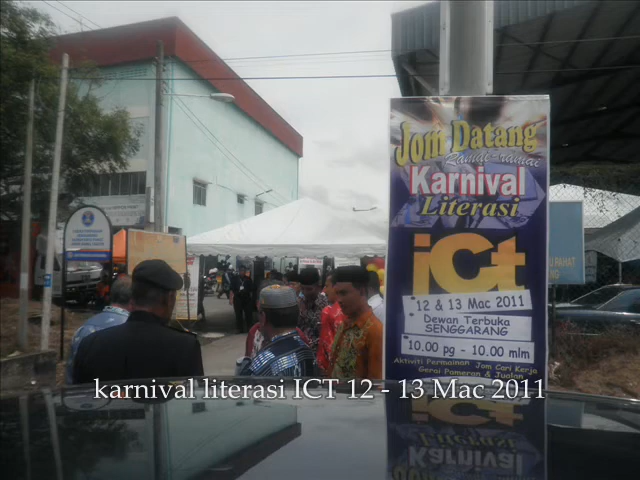 Jom Datang
Ramai-ramai
Karnival
Literasi
iCt
12 & 13 Mac 2011
Dewan Terbuka
SENGGARANG
10.00 pg - 10.00 mlm
Aktiviti Permainan Jom Cari Kerja
Gerai Pameran & Jualan
PAHAT
karnival literasi ICT 12 - 13 Mac 2011